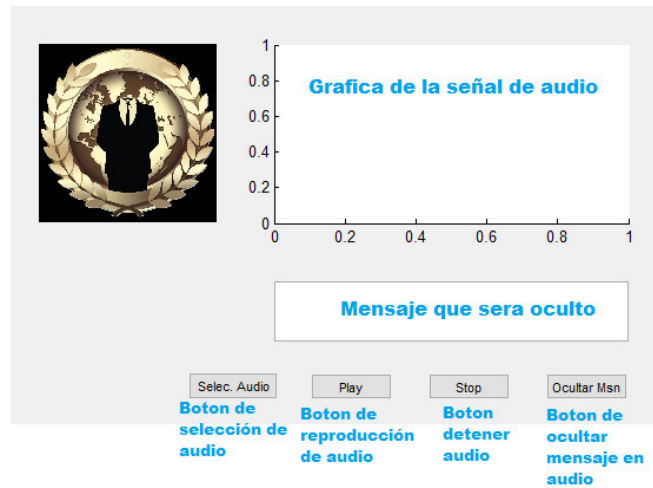 1
0.8
0.6
0.4
0.2
0
Grafica de la señal de audio
0 0.2 0.4 0.6 0.8 1
Mensaje que sera oculto
Selec. Audio
Play
Stop
Ocultar Msn
Boton de
selección de
audio
Boton de
reproducción
de audio
Boton
detener
audio
Boton de
ocultar
mensaje en
audio